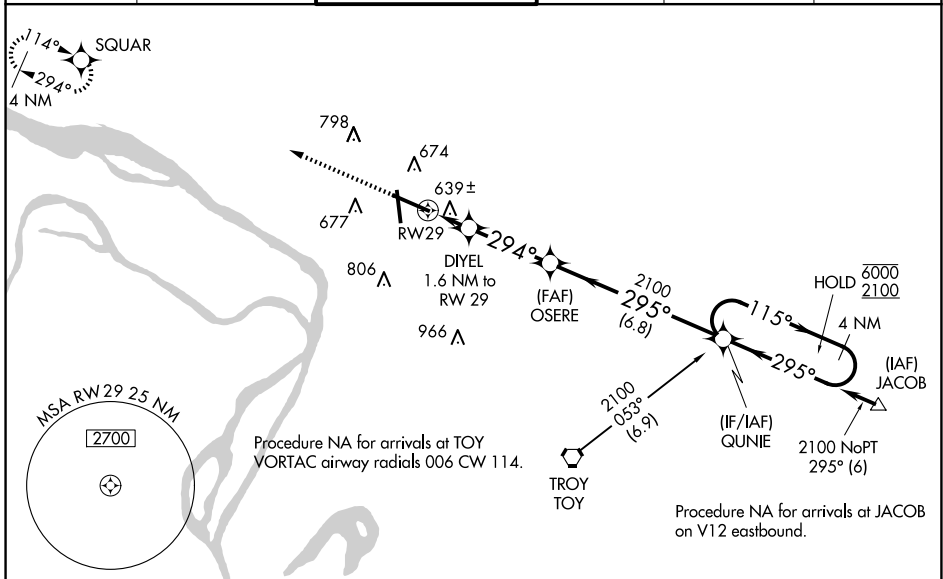 114°
SQUAR
294°
4 NM
798
674
639 ±
677
RW29
DIYEL
1.6 NM to
RW 29
294°
806
966
(FAF)
OSERE
2100
295°
(6.8)
HOLD 6000
2100
115°
4 NM
295°
(IAF)
JACOB
(IF/IAF)
QUNIE
2100 NoPT
295° (6)
2100
053°
(6.9)
TROY
TOY
MSA RW 29 25 NM
2700
Procedure NA for arrivals at TOY
VORTAC airway radials 006 CW 114.
Procedure NA for arrivals at JACOB
on V12 eastbound.